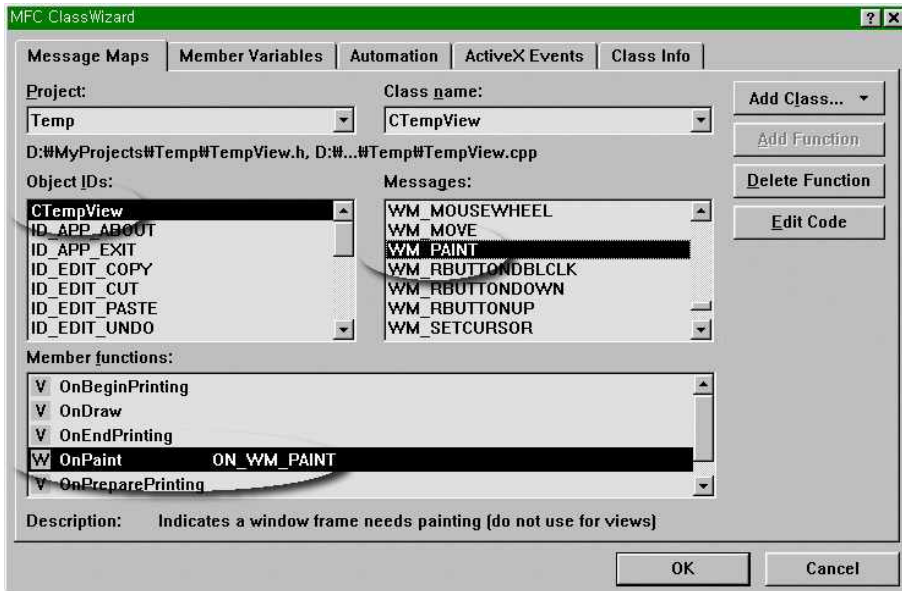 MFC ClassWizard
Message Maps Member Variables Automation ActiveX Events Class Info
Project: Class name: Add Class...
Temp CTempView
Add Function
D:₩MyProjects₩Temp₩TempView.h, D:₩...₩Temp₩TempView.cpp
Object IDs: Messages: Delete Function
CTempView WM_MOUSEWHEEL
ID_APP_ABOUT WM_MOVE Edit Code
ID_APP_EXIT WM_PAINT
ID_EDIT_COPY WM_RBUTTONDBLCLK
ID_EDIT_CUT WM_RBUTTONDOWN
ID_EDIT_PASTE WM_RBUTTONUP
ID_EDIT_UNDO WM_SETCURSOR
Member functions:
V OnBeginPrinting
V OnDraw
V OnEndPrinting
W OnPaint ON_WM_PAINT
V OnPreparePrinting
Description: Indicates a window frame needs painting (do not use for views)
OK Cancel